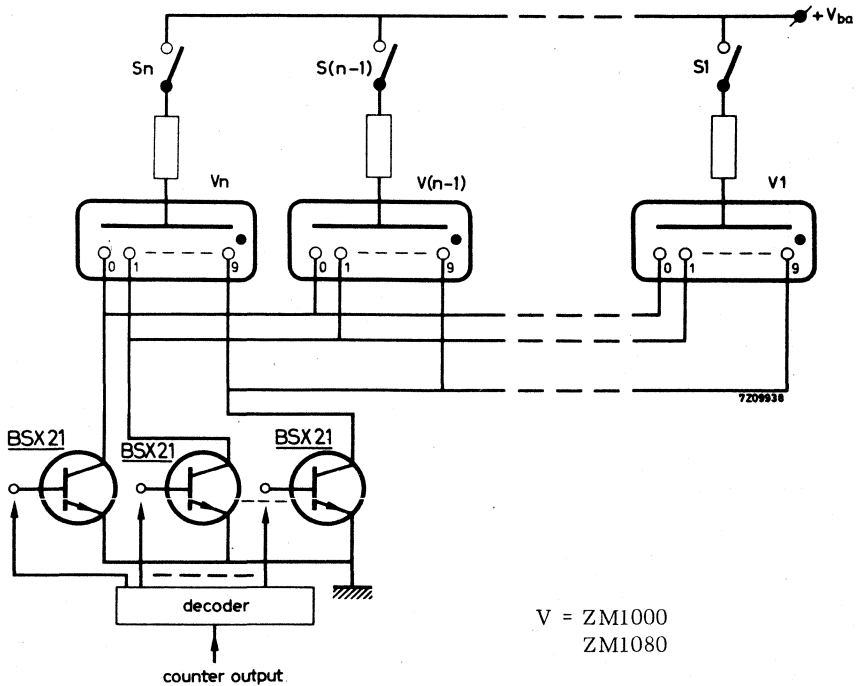 + Vba
Sn
S(n-1)
S1
Vn
V(n-1)
V1
0 1 9
0 1 9
0 1 9
7Z09938
BSX21
BSX21
BSX21
decoder
counter output
V = ZM1000
ZM1080